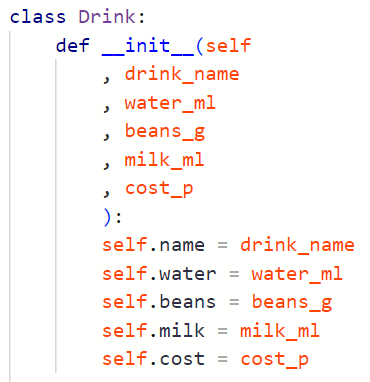 class Drink:
    def __init__(self
        , drink_name
        , water_ml
        , beans_g
        , milk_ml
        , cost_p
        ):
        self.name = drink_name
        self.water = water_ml
        self.beans = beans_g
        self.milk = milk_ml
        self.cost = cost_p